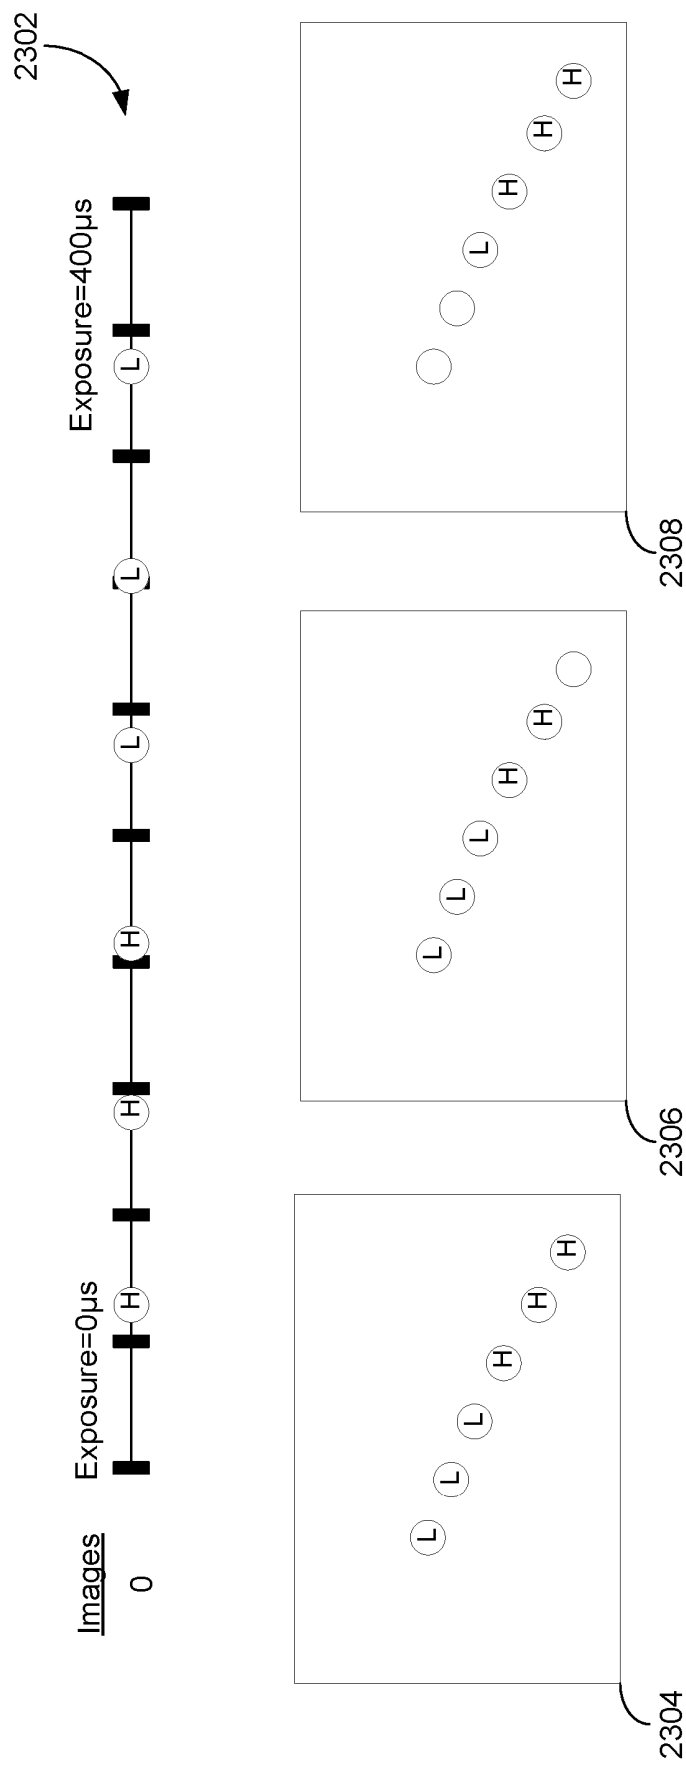 2302
Images Exposure=0µs Exposure=400µs
0 H H H L L L
L L L H H H
L L L H H
L H H H
2304 2306 2308